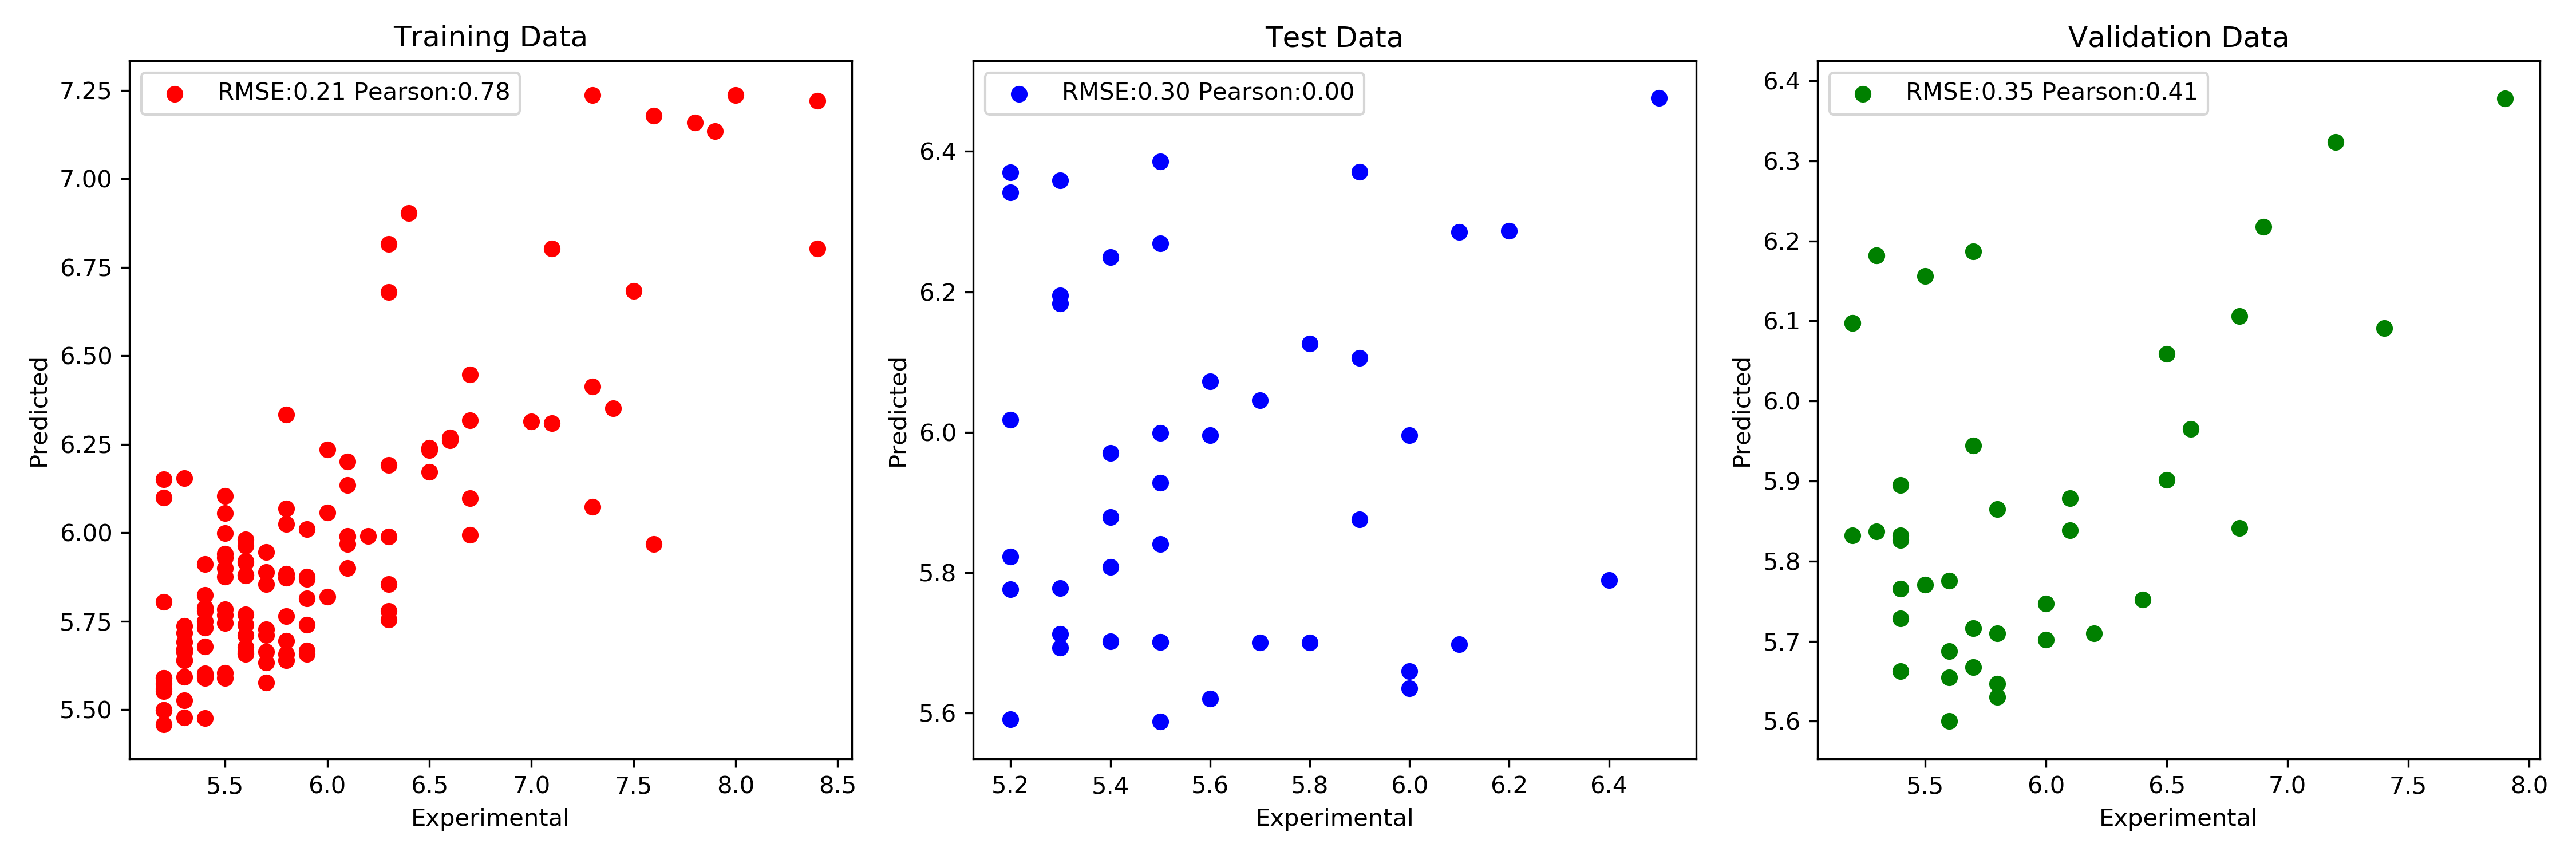 Training Data
RMSE:0.21 Pearson:0.78
7.25
7.00
6.75
6.50
6.25
6.00
5.75
5.50
Predicted
5.5 6.0 6.5 7.0 7.5 8.0 8.5
Experimental
Test Data
RMSE:0.30 Pearson:0.00
6.4
6.2
6.0
5.8
5.6
Predicted
5.2 5.4 5.6 5.8 6.0 6.2 6.4
Experimental
Validation Data
RMSE:0.35 Pearson:0.41
6.4
6.3
6.2
6.1
6.0
5.9
5.8
5.7
5.6
Predicted
5.5 6.0 6.5 7.0 7.5 8.0
Experimental